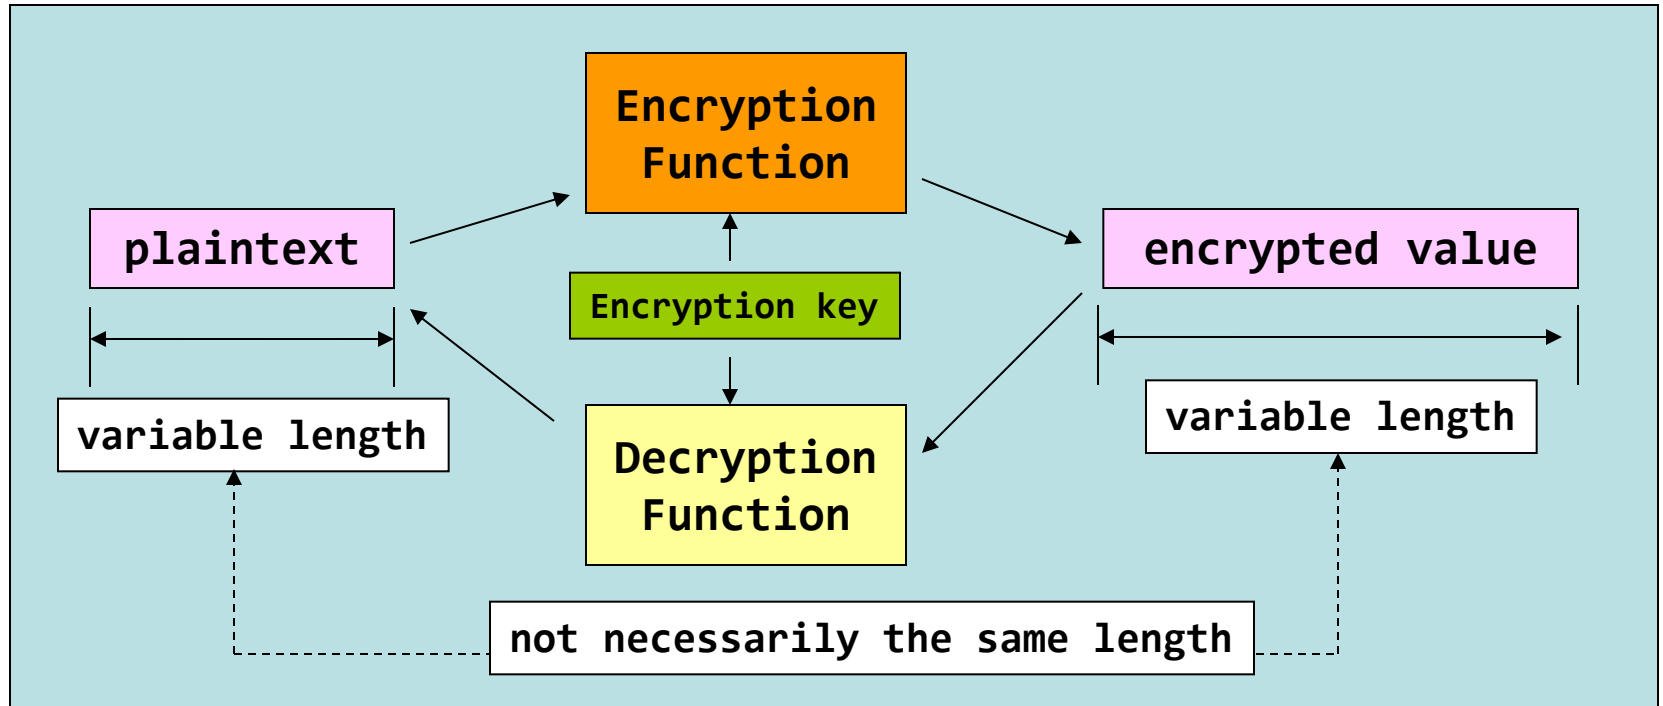 Encryption
Function
plaintext
encrypted value
Encryption key
variable length
variable length
Decryption
Function
not necessarily the same length